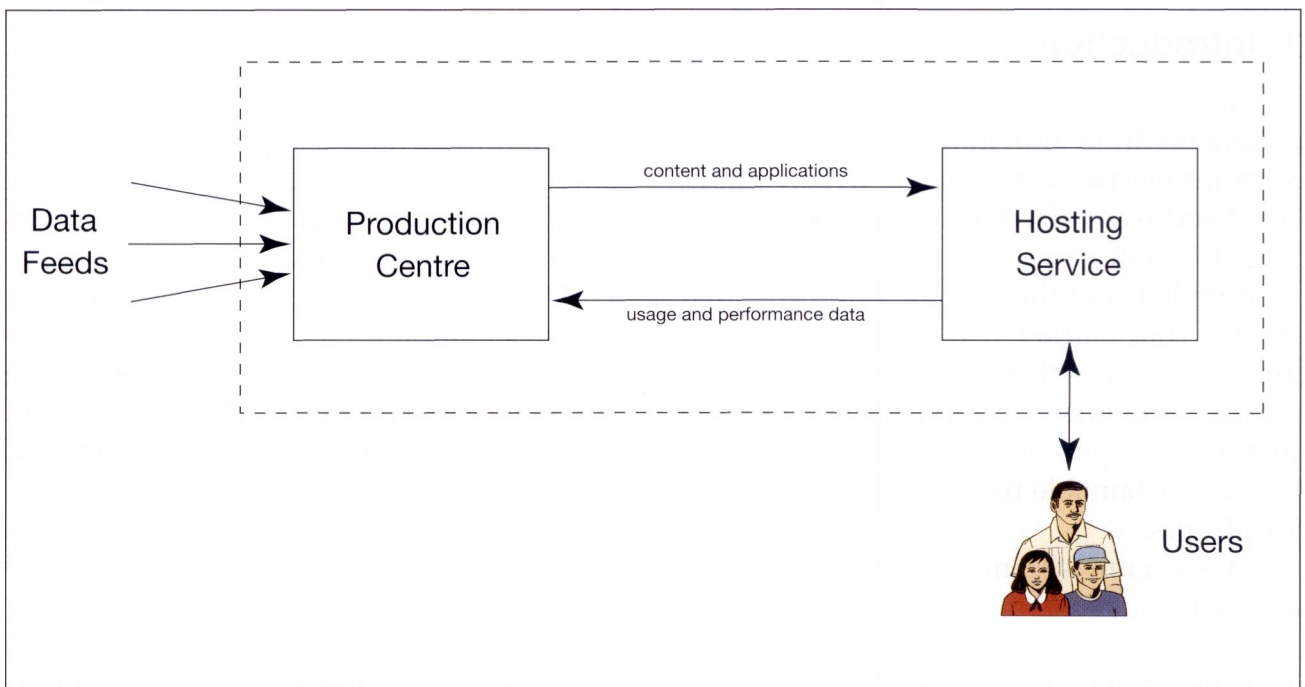 Data
Feeds
Production
Centre
content and applications
usage and performance data
Hosting
Service
Users